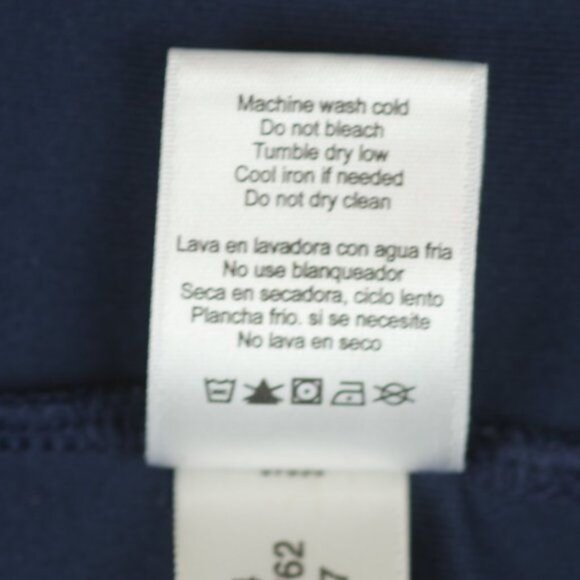 Machine wash cold
Do not bleach
Tumble dry low
Cool iron if needed
Do not dry clean
Lava en lavadora con agua fria
No use blanqueador
Seca en secadora, ciclo lento
Plancha frio. si se necesite
No lava en seco
62
7